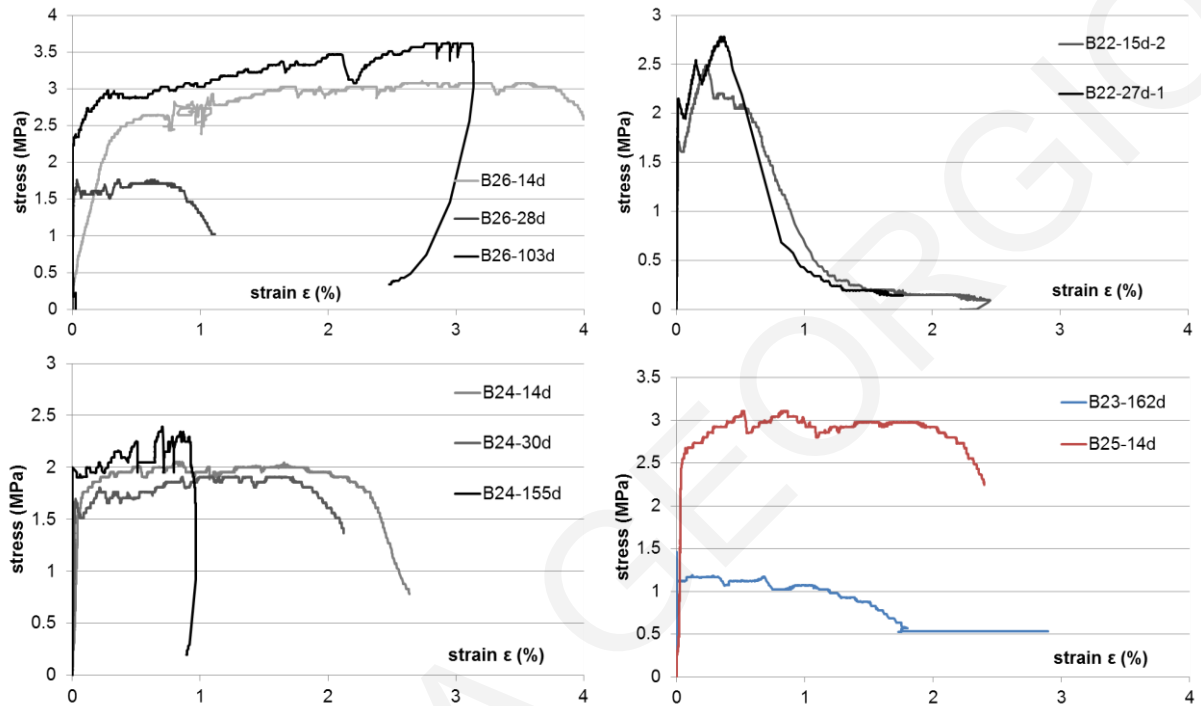 4
3.5
3
2.5
2
1.5
1
0.5
0
stress (MPa)
B26-14d
B26-28d
B26-103d
strain ε (%)
0 1 2 3 4
3
2.5
2
1.5
1
0.5
0
stress (MPa)
B22-15d-2
B22-27d-1
strain ε (%)
0 1 2 3 4
3
2.5
2
1.5
1
0.5
0
stress (MPa)
B24-14d
B24-30d
B24-155d
strain ε (%)
0 1 2 3 4
3.5
3
2.5
2
1.5
1
0.5
0
stress (MPa)
B23-162d
B25-14d
strain ε (%)
0 1 2 3 4
A GEORGIO